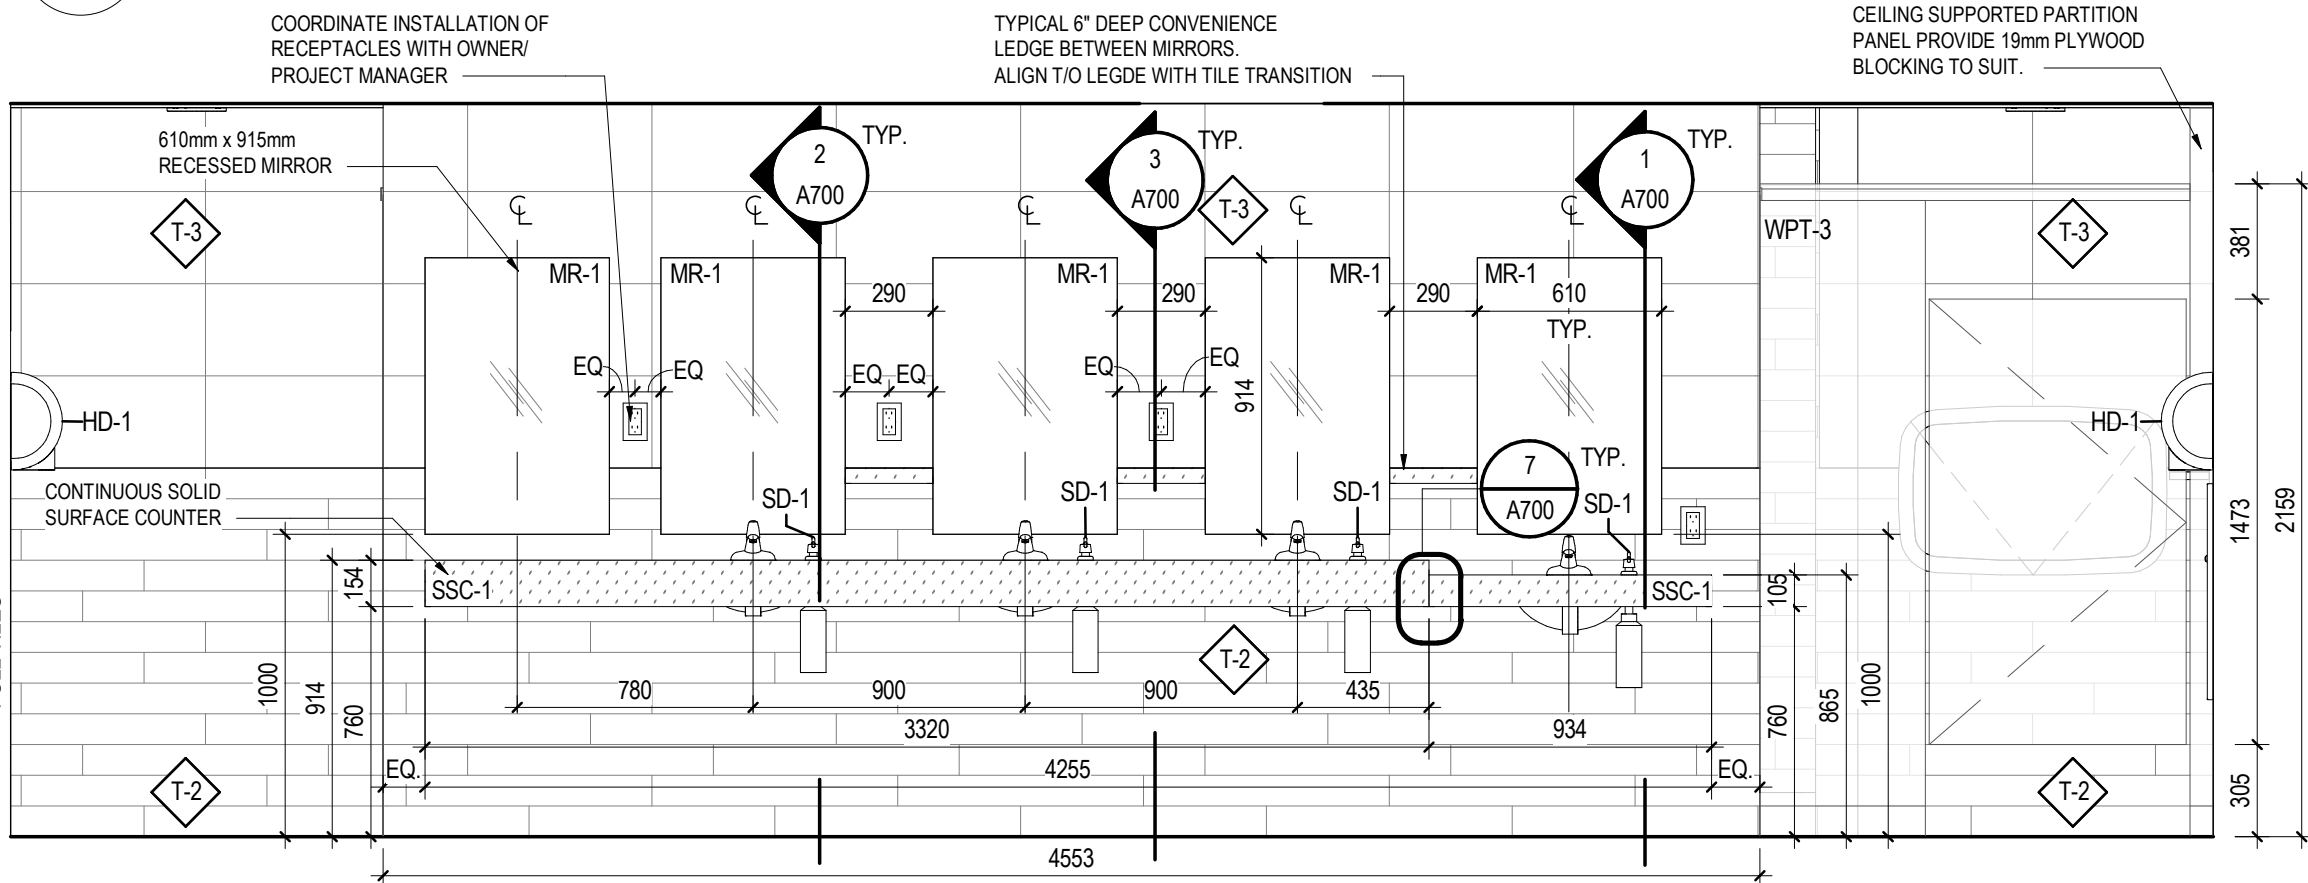 COORDINATE INSTALLATION OF
RECEPTACLES WITH OWNER/
PROJECT MANAGER
TYPICAL 6" DEEP CONVENIENCE
LEDGE BETWEEN MIRRORS.
ALIGN T/O LEGDE WITH TILE TRANSITION
CEILING SUPPORTED PARTITION
PANEL PROVIDE 19mm PLYWOOD
BLOCKING TO SUIT.
610mm x 915mm
RECESSED MIRROR
2
A700
TYP.
3
A700
TYP.
1
A700
TYP.
T-3
T-3
WPT-3
T-3
MR-1
MR-1
MR-1
MR-1
MR-1
290
290
290
610
TYP.
381
EQ
EQ
EQ
EQ
EQ
EQ
914
HD-1
HD-1
7
A700
TYP.
CONTINUOUS SOLID
SURFACE COUNTER
SD-1
SD-1
SD-1
SD-1
1473
2159
154
SSC-1
SSC-1
105
T-2
1000
914
760
780
900
900
435
760
865
1000
3320
934
EQ.
4255
EQ.
T-2
T-2
305
4553